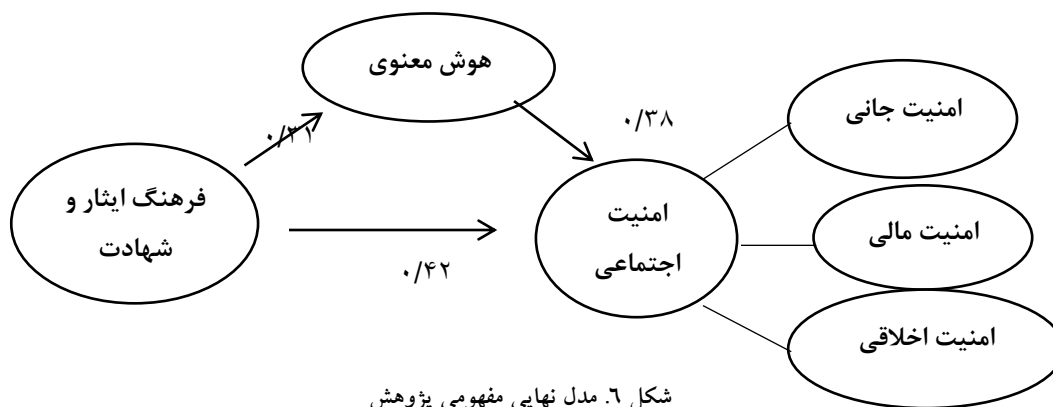 هوش معنوی
امنیت جانی
۰/۳۸
فرهنگ ایثار و
شهادت
امنیت
اجتماعی
امنیت مالی
۰/۴۲
امنیت اخلاقی
شکل ٦. مدل نهایی مفهومی پژوهش